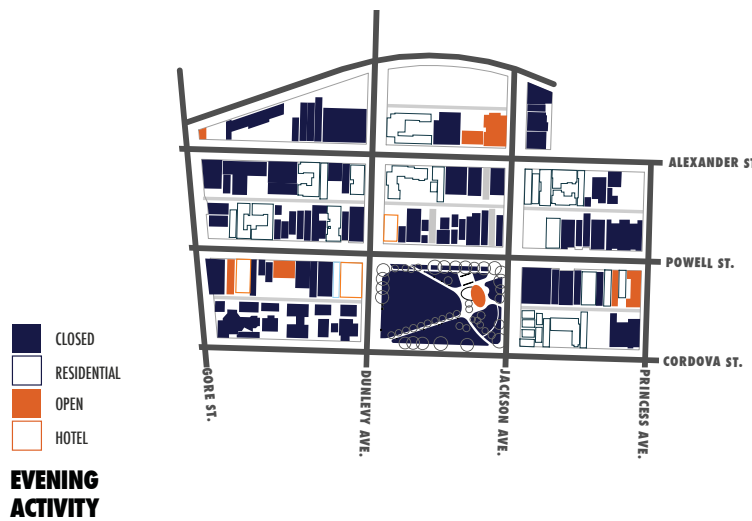 ALEXANDER ST
POWELL ST.
CORDOVA ST.
GORE ST.
DUNLEVY AVE.
JACKSON AVE.
PRINCESS AVE.
CLOSED
RESIDENTIAL
OPEN
HOTEL
EVENING
ACTIVITY